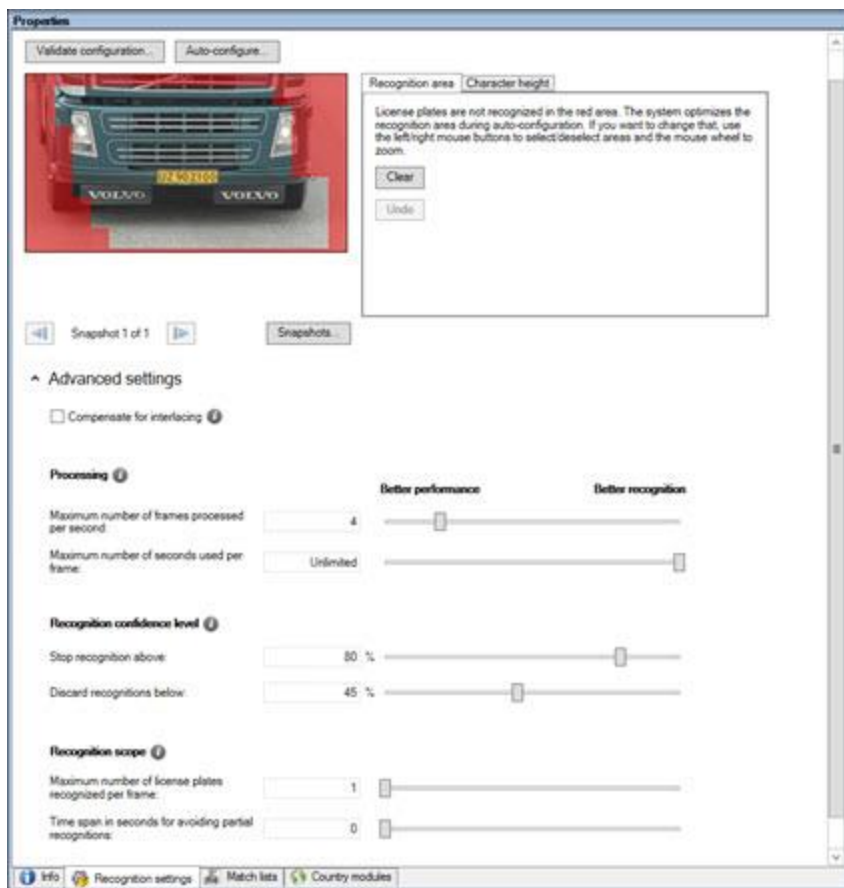 Properties
Validate configuration...
Auto-configure...
Recognition area
Character height
License plates are not recognized in the red area. The system optimizes the
recognition area during auto-configuration. If you want to change that, use
the left/right mouse buttons to select/deselect areas and the mouse wheel to
zoom.
Clear
Undo
VOLVO
VOLVO
Snapshot 1 of 1
Snapshots...
Advanced settings
Compensate for interlacing
Processing
Better performance
Better recognition
Maximum number of frames processed
per second:
4
Maximum number of seconds used per
frame:
Unlimited
Recognition confidence level
Stop recognition above:
80 %
Discard recognitions below:
45 %
Recognition scope
Maximum number of license plates
recognized per frame:
1
Time span in seconds for avoiding partial
recognitions:
0
Info
Recognition settings
Match lists
Country modules